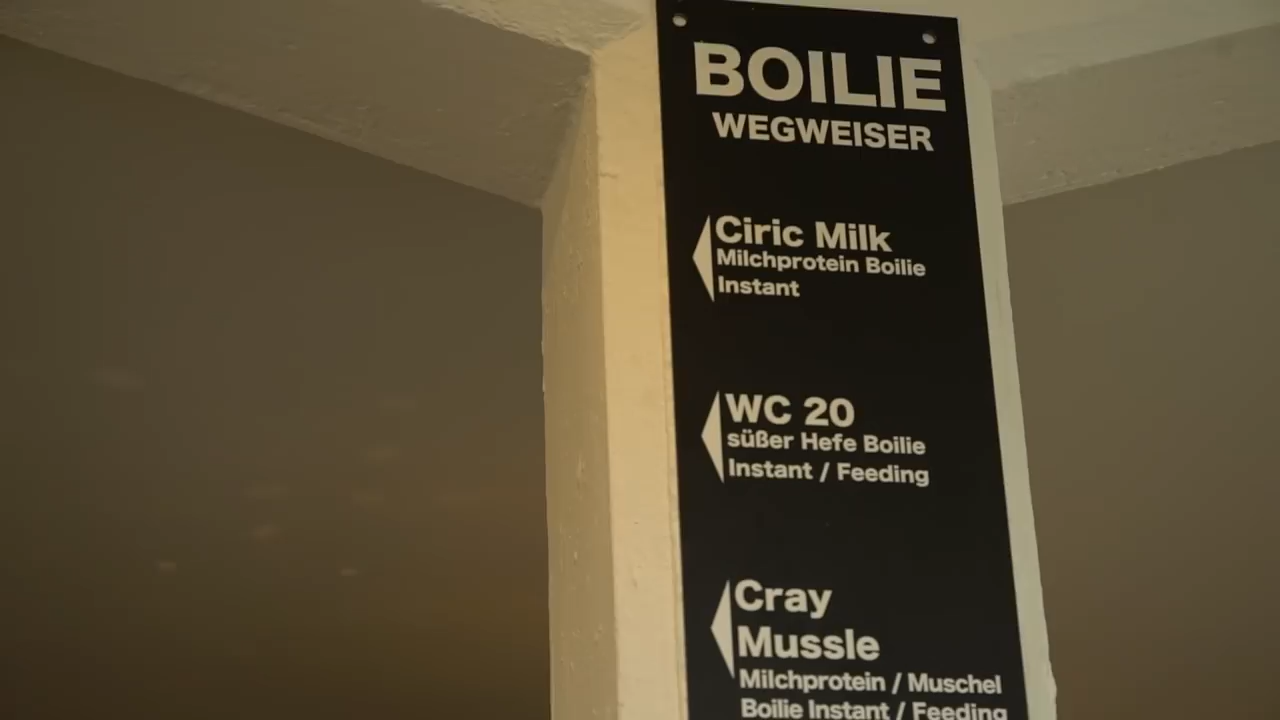 BOILIE
WEGWEISER
Ciric Milk
Milchprotein Boilie
Instant
WC 20
süßer Hefe Boilie
Instant / Feeding
Cray
Mussle
Milchprotein / Muschel
Boilie Instant / Feeding